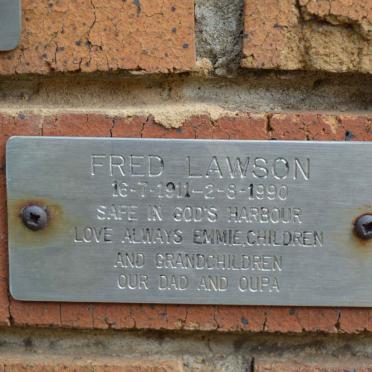 FRED LAWSON
16-7-1911-2-8-1990
SAFE IN GOD'S HARBOUR
LOVE ALWAYS EMMIE,CHILDREN
AND GRANDCHILDREN
OUR DAD AND OUPA